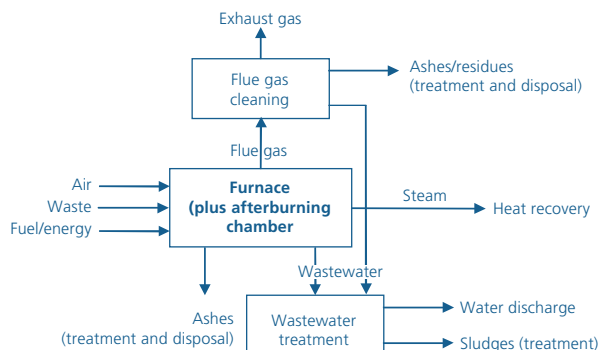 Exhaust gas
Flue gas
cleaning
Ashes/residues
(treatment and disposal)
Flue gas
Air
Waste
Fuel/energy
Furnace
(plus afterburning
chamber
Steam
Heat recovery
Wastewater
Ashes
(treatment and disposal)
Wastewater
treatment
Water discharge
Sludges (treatment)